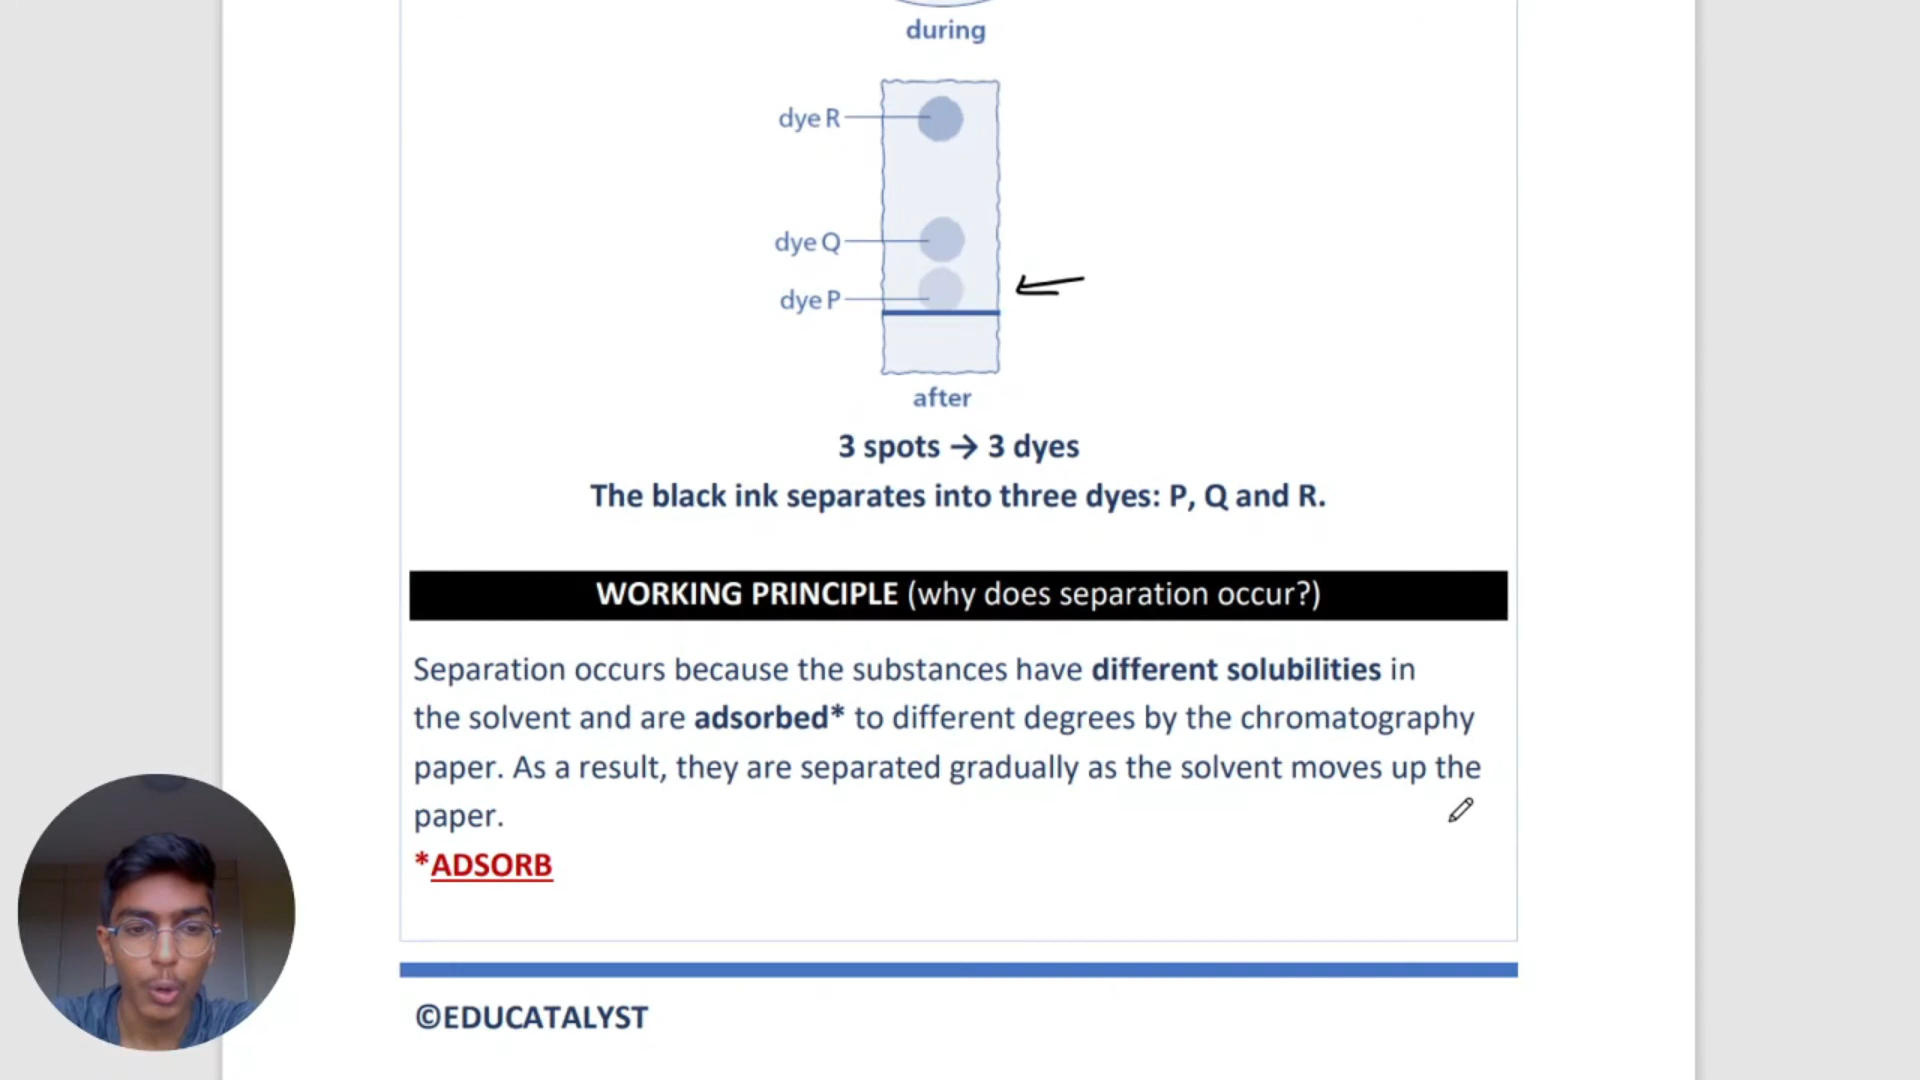 during
dye R
dye Q
dye P
after
3 spots → 3 dyes
The black ink separates into three dyes: P, Q and R.
WORKING PRINCIPLE (why does separation occur?)
Separation occurs because the substances have different solubilities in
the solvent and are adsorbed* to different degrees by the chromatography
paper. As a result, they are separated gradually as the solvent moves up the
paper.
*ADSORB
©EDUCATALYST